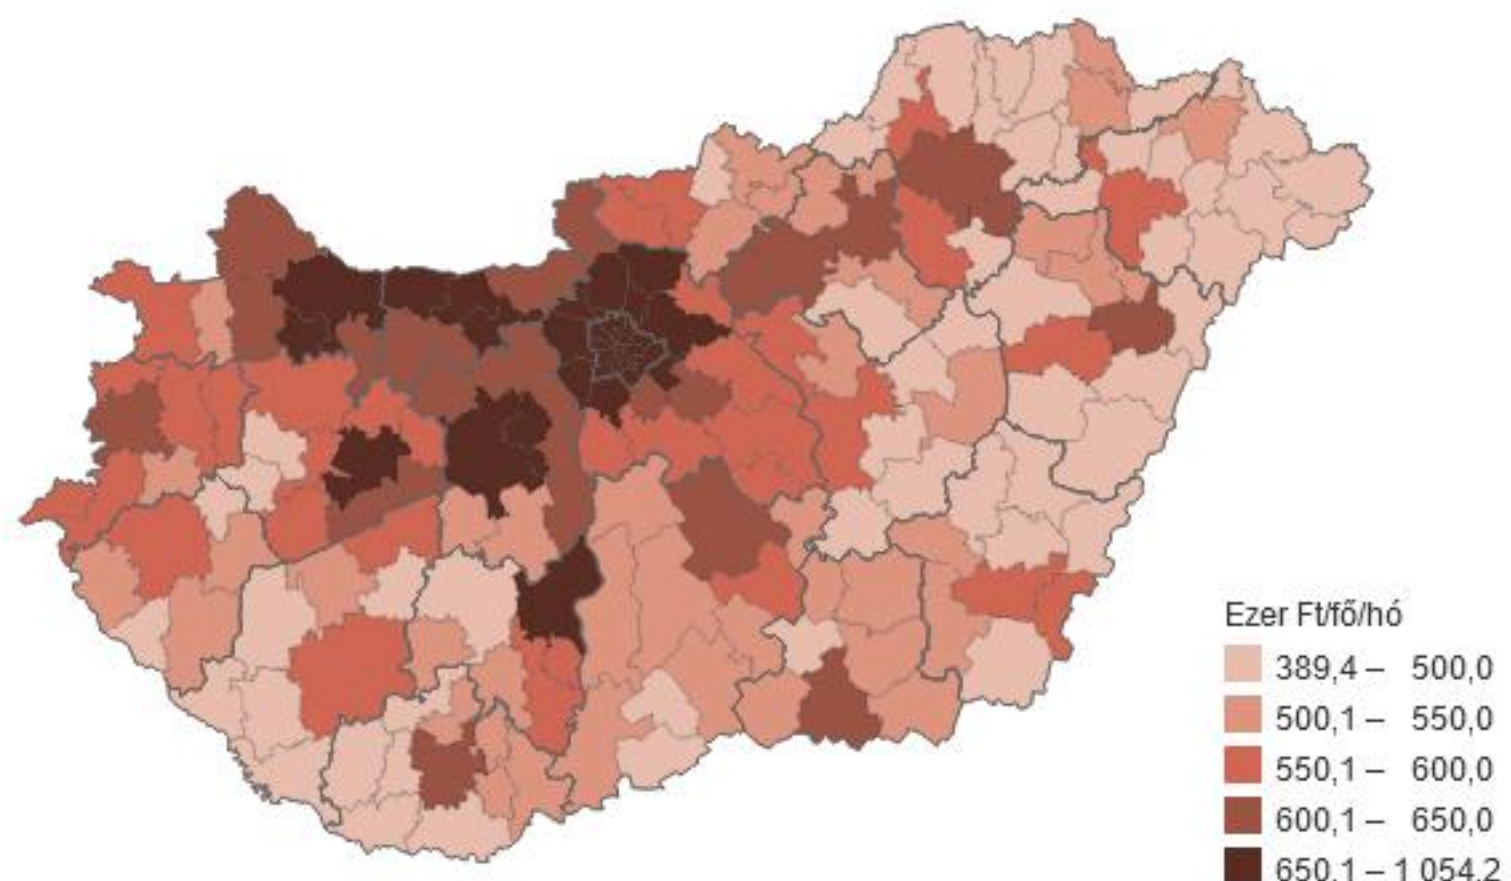 Ezer Ft/fő/hó
389,4 – 500,0
500,1 – 550,0
550,1 – 600,0
600,1 – 650,0
650,1 – 1 054,2